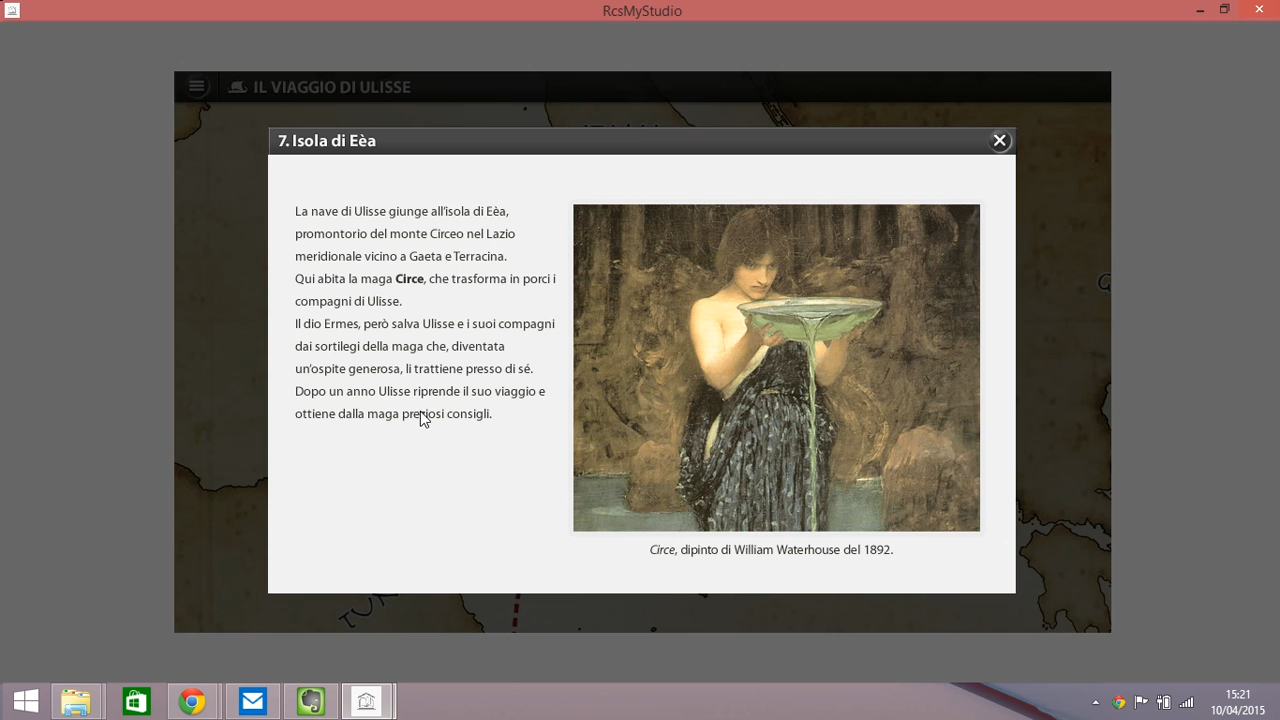 RcsMyStudio
IL VIAGGIO DI ULISSE
7. Isola di Eèa
La nave di Ulisse giunge all'isola di Eèa,
promontorio del monte Circeo nel Lazio
meridionale vicino a Gaeta e Terracina.
Qui abita la maga Circe, che trasforma in porci i
compagni di Ulisse.
Il dio Ermes, però salva Ulisse e i suoi compagni
dai sortilegi della maga che, diventata
un'ospite generosa, li trattiene presso di sé.
Dopo un anno Ulisse riprende il suo viaggio e
ottiene dalla maga preziosi consigli.
Circe, dipinto di William Waterhouse del 1892.
15:21
10/04/2015